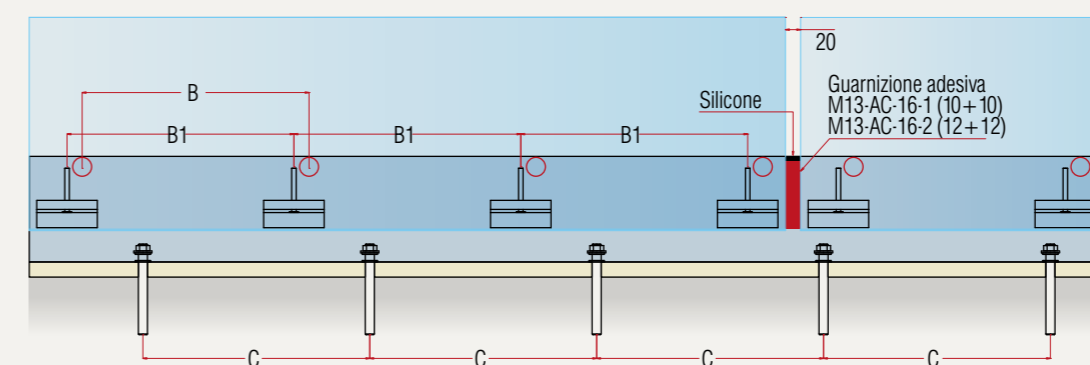 20
Guarnizione adesiva
M13-AC-16-1 (10+10)
M13-AC-16-2 (12+12)
Silicone
B
B1
B1
B1
C
C
C
C